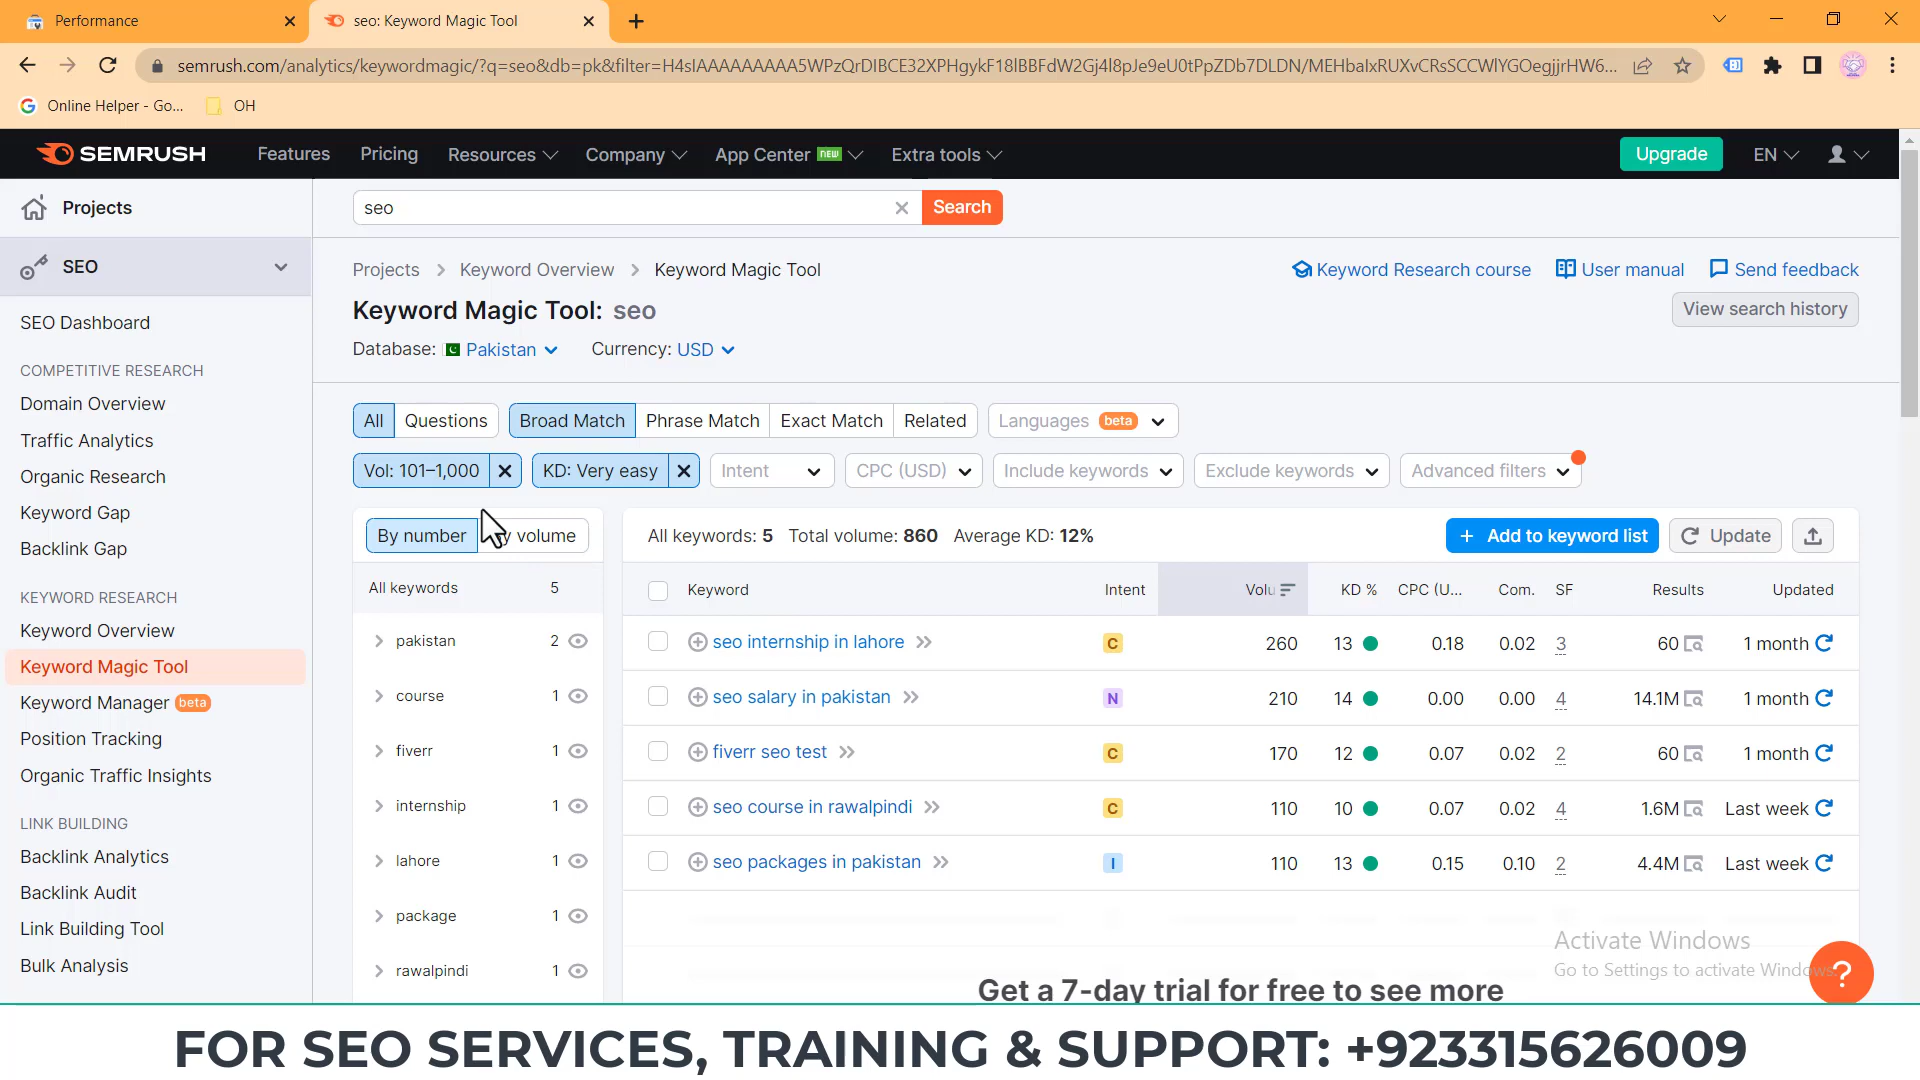 Performance
seo: Keyword Magic Tool
semrush.com/analytics/keywordmagic/?q=seo&db=pk&filter=
Online Helper - Go...
OH
SEMRUSH
Features
Pricing
Resources
Company
App Center NEW
Extra tools
Upgrade
EN
Projects
seo
Search
SEO
Projects > Keyword Overview > Keyword Magic Tool
Keyword Research course
User manual
Send feedback
Keyword Magic Tool: seo
View search history
Database: Pakistan
Currency: USD
SEO Dashboard
COMPETITIVE RESEARCH
Domain Overview
Traffic Analytics
Organic Research
Keyword Gap
Backlink Gap
KEYWORD RESEARCH
Keyword Overview
Keyword Magic Tool
Keyword Manager beta
Position Tracking
Organic Traffic Insights
LINK BUILDING
Backlink Analytics
Backlink Audit
Link Building Tool
Bulk Analysis
All
Questions
Broad Match
Phrase Match
Exact Match
Related
Languages beta
Vol: 101–1,000
KD: Very easy
Intent
CPC (USD)
Include keywords
Exclude keywords
Advanced filters
By number
volume
All keywords 5
pakistan 2
course 1
fiverr 1
internship 1
lahore 1
package 1
rawalpindi 1
All keywords: 5 Total volume: 860 Average KD: 12%
+ Add to keyword list
Update
Keyword Intent Volu KD % CPC (U... Com. SF Results Updated
seo internship in lahore C 260 13 0.18 0.02 3 60 1 month
seo salary in pakistan N 210 14 0.00 0.00 4 14.1M 1 month
fiverr seo test C 170 12 0.07 0.02 2 60 1 month
seo course in rawalpindi C 110 10 0.07 0.02 4 1.6M Last week
seo packages in pakistan I 110 13 0.15 0.10 2 4.4M Last week
Get a 7-day trial for free to see more
Activate Windows
Go to Settings to activate Windows.
?
FOR SEO SERVICES, TRAINING & SUPPORT: +923315626009